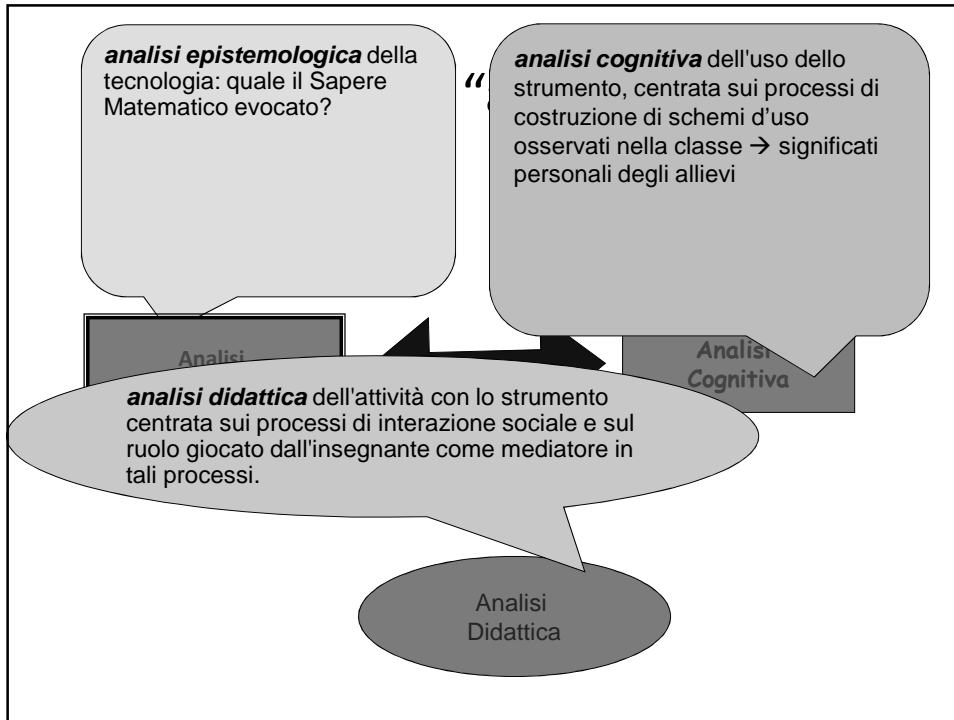 analisi epistemologica della
tecnologia: quale il Sapere
Matematico evocato?
“
analisi cognitiva dell'uso dello
strumento, centrata sui processi di
costruzione di schemi d’uso
osservati nella classe → significati
personali degli allievi
Analisi
Analisi
Cognitiva
analisi didattica dell'attività con lo strumento
centrata sui processi di interazione sociale e sul
ruolo giocato dall'insegnante come mediatore in
tali processi.
Analisi
Didattica